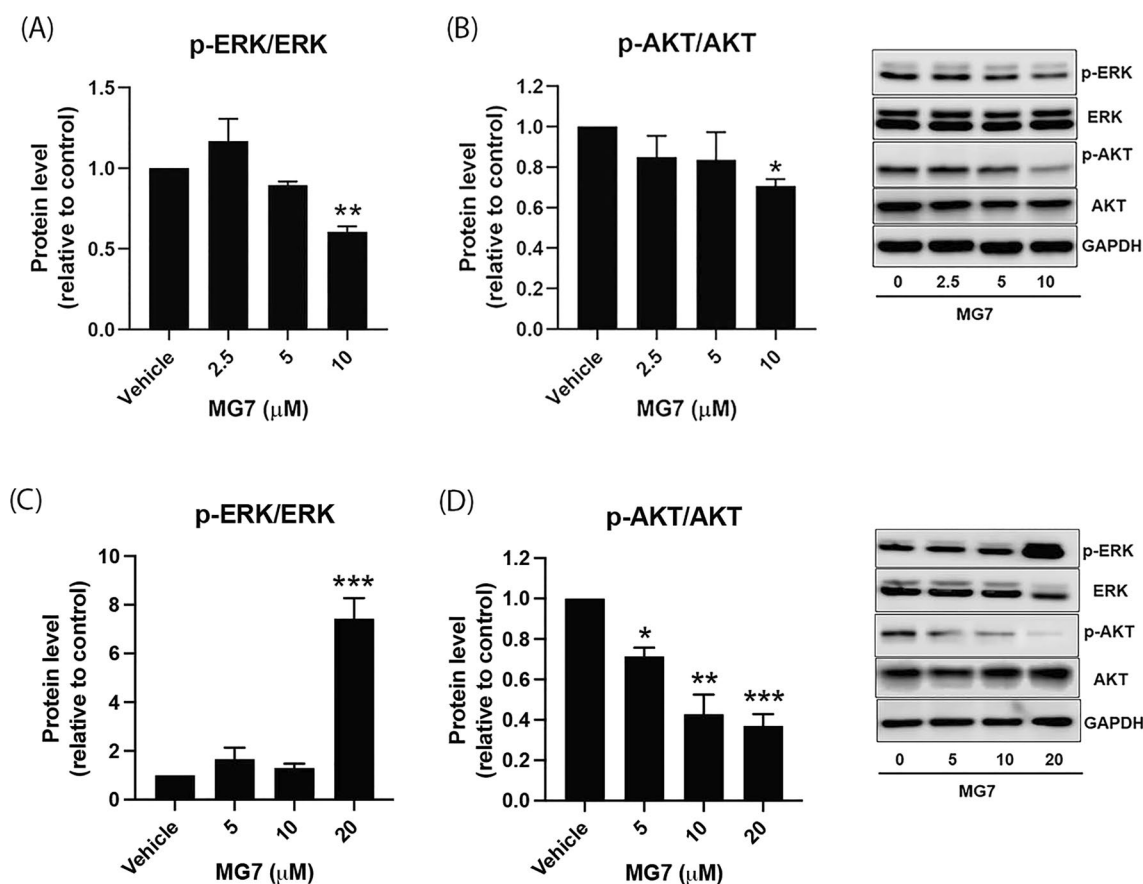 (A)
p-ERK/ERK
Protein level
(relative to control)
1.5
1.0
0.5
0.0
**
Vehicle
2.5
5
10
MG7 (μM)
(B)
p-AKT/AKT
Protein level
(relative to control)
1.2
1.0
0.8
0.6
0.4
0.2
0.0
*
Vehicle
2.5
5
10
MG7 (μM)
p-ERK
ERK
p-AKT
AKT
GAPDH
0 2.5 5 10
MG7
(C)
p-ERK/ERK
Protein level
(relative to control)
10
8
6
4
2
0
***
Vehicle
5
10
20
MG7 (μM)
(D)
p-AKT/AKT
Protein level
(relative to control)
1.2
1.0
0.8
0.6
0.4
0.2
0.0
*
**
***
Vehicle
5
10
20
MG7 (μM)
p-ERK
ERK
p-AKT
AKT
GAPDH
0 5 10 20
MG7